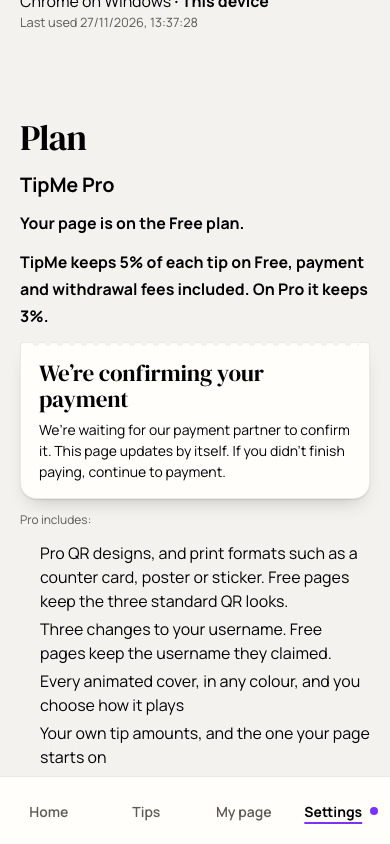 Chrome on Windows · This device
Last used 27/11/2026, 13:37:28
Plan
TipMe Pro
Your page is on the Free plan.
TipMe keeps 5% of each tip on Free, payment
and withdrawal fees included. On Pro it keeps
3%.
We're confirming your
payment
We're waiting for our payment partner to confirm
it. This page updates by itself. If you didn't finish
paying, continue to payment.
Pro includes:
Pro QR designs, and print formats such as a
counter card, poster or sticker. Free pages
keep the three standard QR looks.
Three changes to your username. Free
pages keep the username they claimed.
Every animated cover, in any colour, and you
choose how it plays
Your own tip amounts, and the one your page
starts on
Home
Tips
My page
Settings